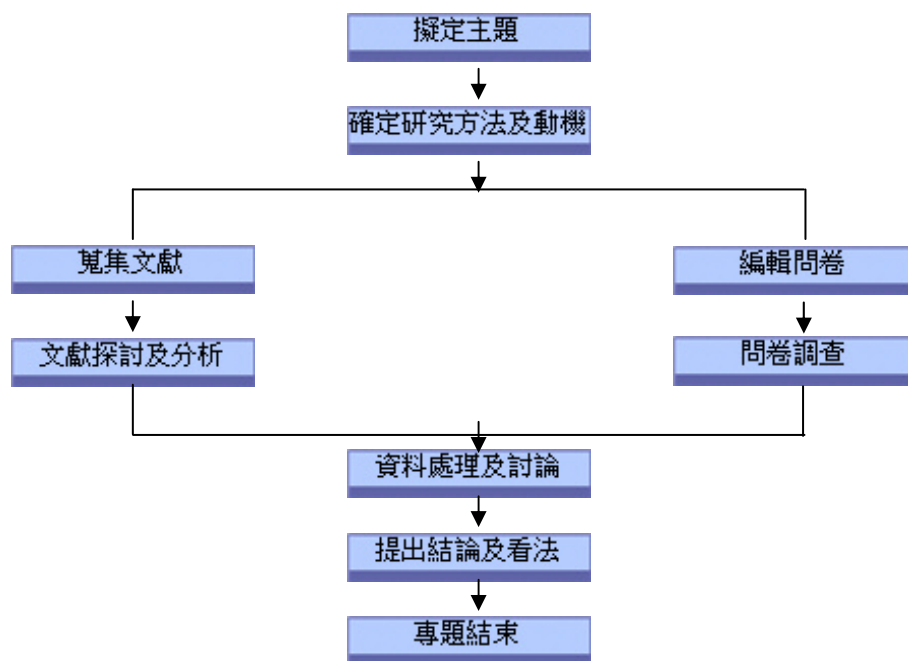 擬定主題
確定研究方法及動機
蒐集文獻
編輯問卷
文獻探討及分析
問卷調查
資料處理及討論
提出結論及看法
專題結束